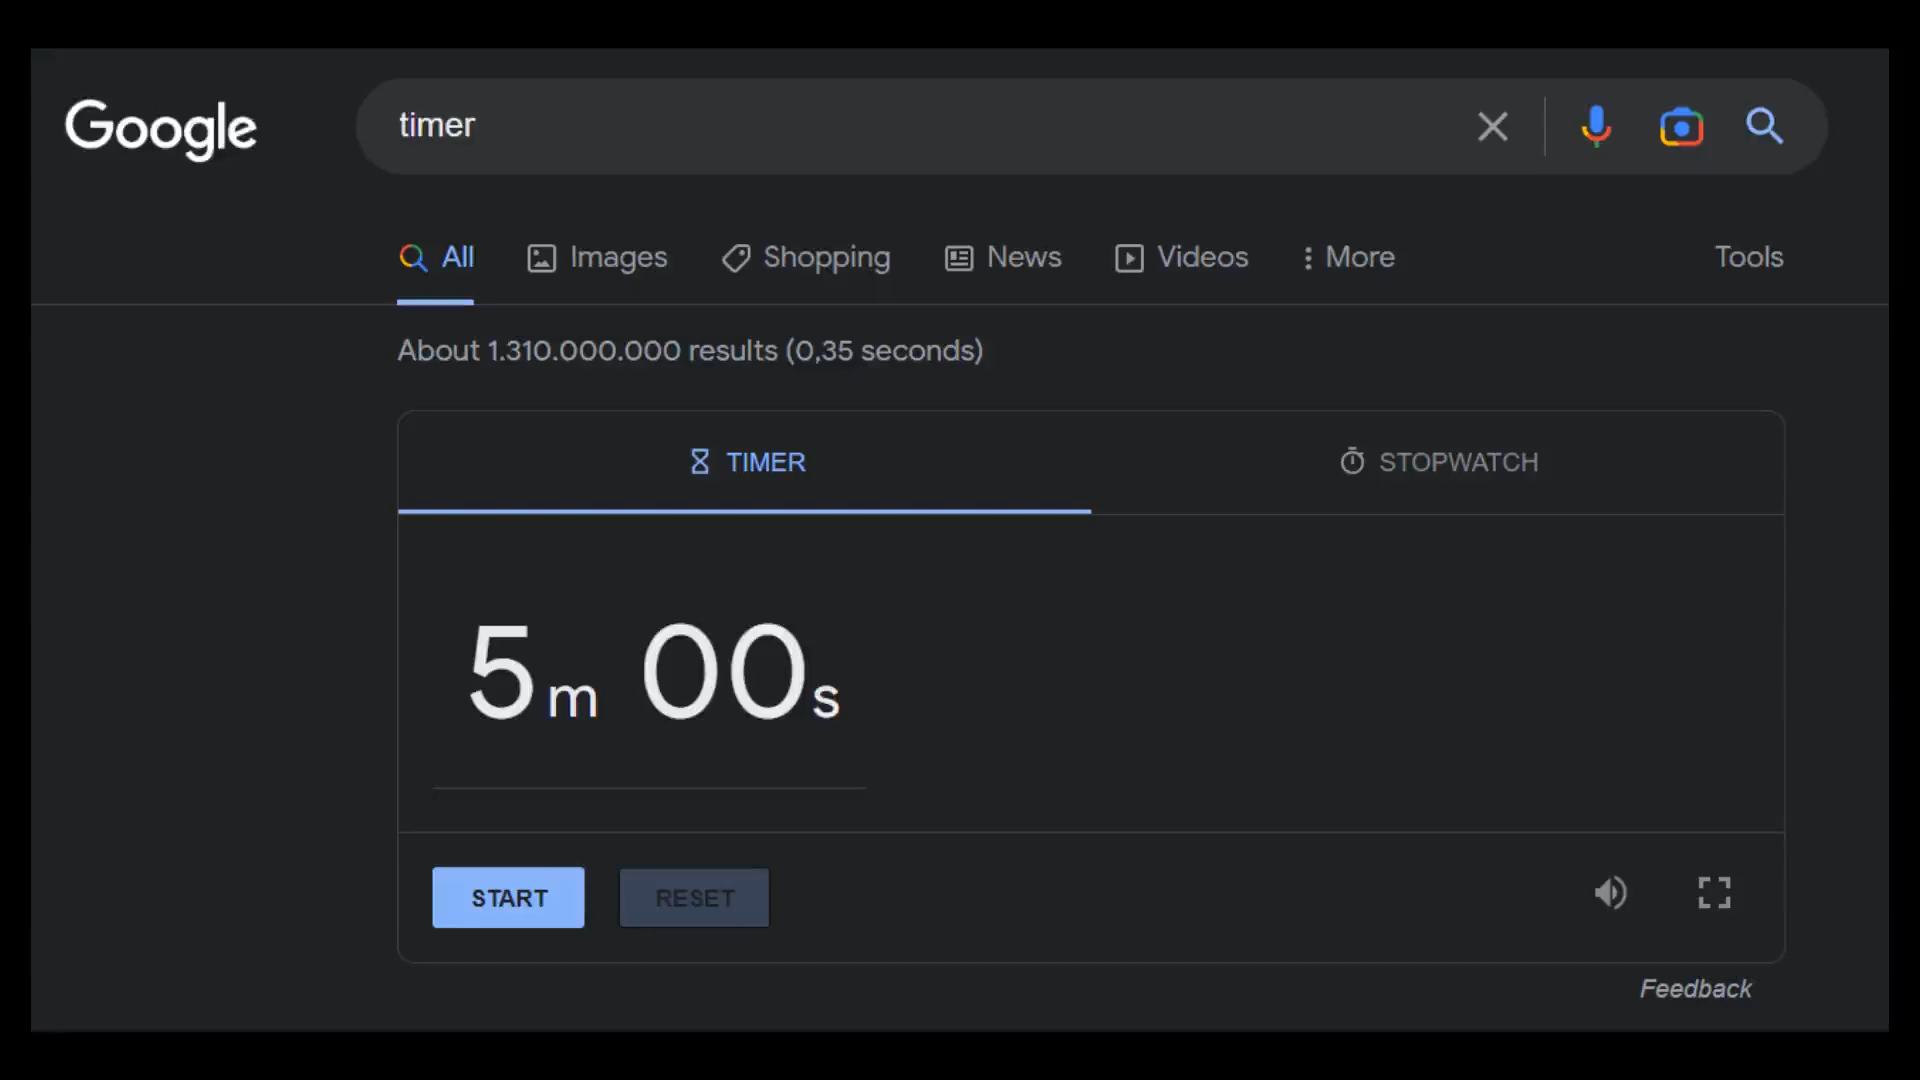 Google timer
All Images Shopping News Videos More Tools
About 1.310.000.000 results (0,35 seconds)
TIMER STOPWATCH
5m 00s
START RESET
Feedback